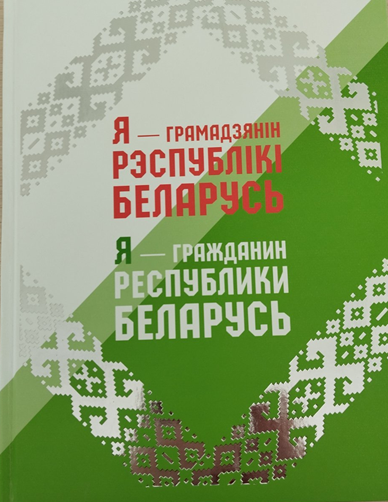 Я — ГРАМАДЗЯНІН
РЭСПУБЛІКІ
БЕЛАРУСЬ
Я — ГРАЖДАНИН
РЕСПУБЛИКИ
БЕЛАРУСЬ